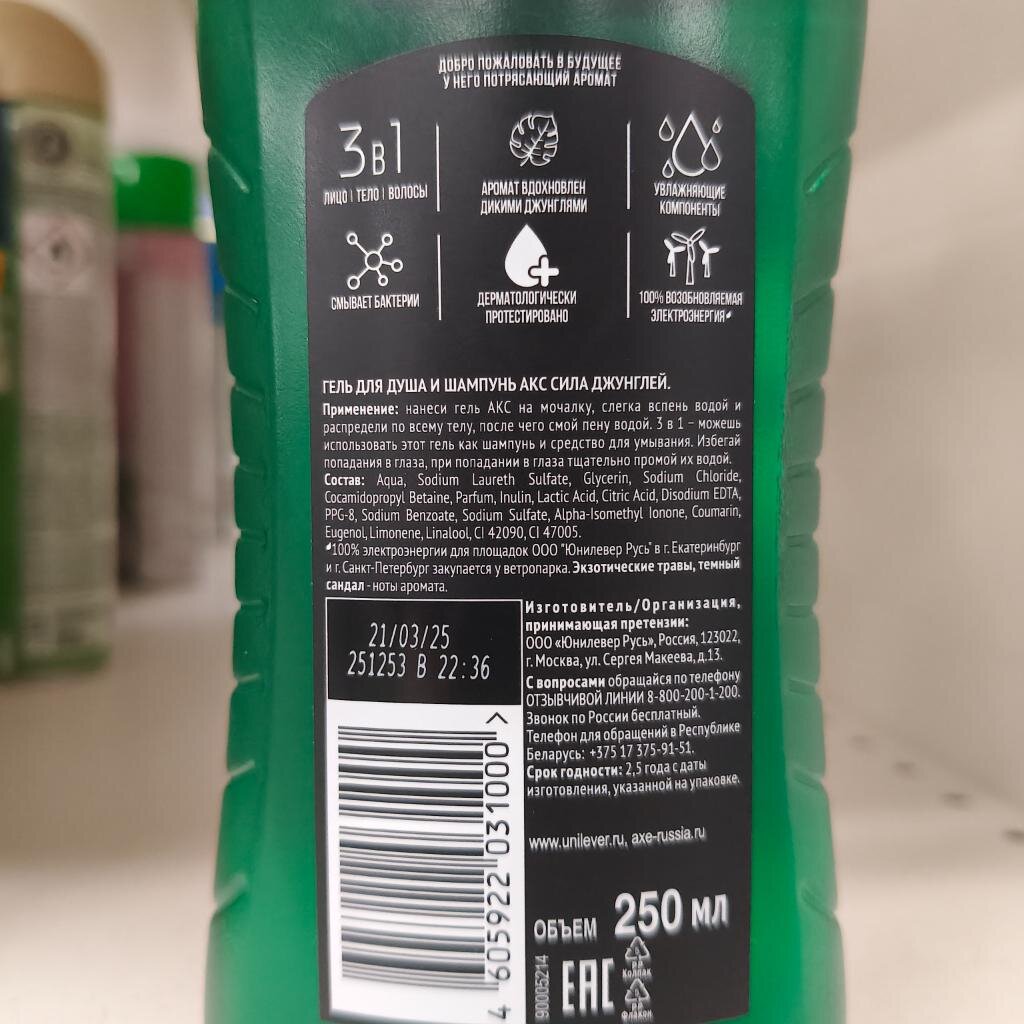 ДОБРО ПОЖАЛОВАТЬ В БУДУЩЕЕ
У НЕГО ПОТРЯСАЮЩИЙ АРОМАТ
3в1
ЛИЦО | ТЕЛО | ВОЛОСЫ
АРОМАТ ВДОХНОВЛЕН
ДИКИМИ ДЖУНГЛЯМИ
УВЛАЖНЯЮЩИЕ
КОМПОНЕНТЫ
СМЫВАЕТ БАКТЕРИИ
ДЕРМАТОЛОГИЧЕСКИ
ПРОТЕСТИРОВАНО
100% ВОЗОБНОВЛЯЕМАЯ
ЭЛЕКТРОЭНЕРГИЯ
ГЕЛЬ ДЛЯ ДУША И ШАМПУНЬ АКС СИЛА ДЖУНГЛЕЙ.
Применение: нанеси гель АКС на мочалку, слегка вспень водой и
распредели по всему телу, после чего смой пену водой. 3 в 1 – можешь
использовать этот гель как шампунь и средство для умывания. Избегай
попадания в глаза, при попадании в глаза тщательно промой их водой.
Состав: Aqua, Sodium Laureth Sulfate, Glycerin, Sodium Chloride,
Cocamidopropyl Betaine, Parfum, Inulin, Lactic Acid, Citric Acid, Disodium EDTA,
PPG-8, Sodium Benzoate, Sodium Sulfate, Alpha-Isomethyl Ionone, Coumarin,
Eugenol, Limonene, Linalool, CI 42090, CI 47005.
100% электроэнергии для площадок ООО "Юнилевер Русь" в г. Екатеринбург
и г. Санкт-Петербург закупается у ветропарка. Экзотические травы, темный
сандал - ноты аромата.
21/03/25
251253 B 22:36
Изготовитель/Организация,
принимающая претензии:
ООО «Юнилевер Русь», Россия, 123022,
г. Москва, ул. Сергея Макеева, д.13.
С вопросами обращайся по телефону
ОТЗЫВЧИВОЙ ЛИНИИ 8-800-200-1-200.
Звонок по России бесплатный.
Телефон для обращений в Республике
Беларусь: +375 17 375-91-51.
Срок годности: 2,5 года с даты
изготовления, указанной на упаковке.
www.unilever.ru, axe-russia.ru
ОБЪЕМ 250 мл
4 605922 031000 >
90005214
EAC
PP
Колпак
PP
Флакон